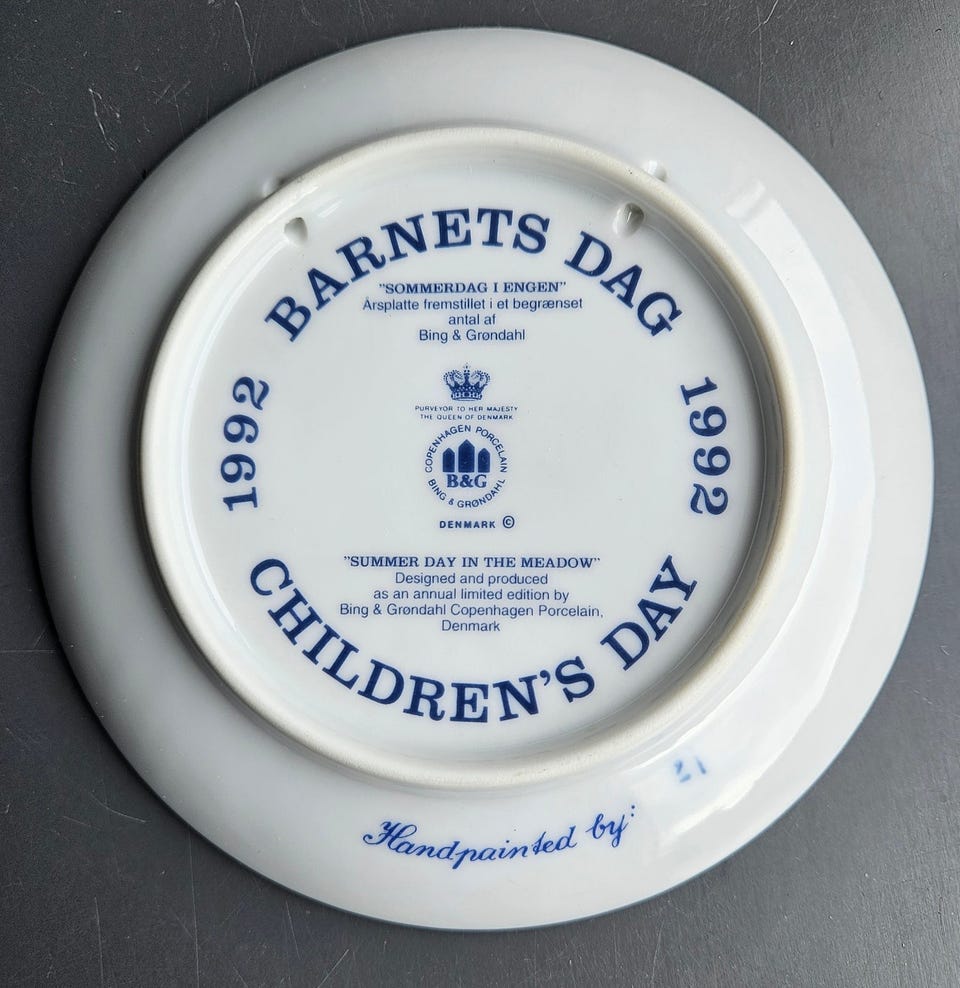 BARNETS DAG
"SOMMERDAG I ENGEN"
Årsplatte fremstillet i et begrænset
antal af
Bing & Grøndahl
1992
1992
PURVEYOR TO HER MAJESTY
THE QUEEN OF DENMARK
COPENHAGEN PORCELAIN
B&G
BING & GRØNDAHL
DENMARK ©
"SUMMER DAY IN THE MEADOW"
Designed and produced
as an annual limited edition by
Bing & Grøndahl Copenhagen Porcelain,
Denmark
CHILDREN'S DAY
Handpainted by: